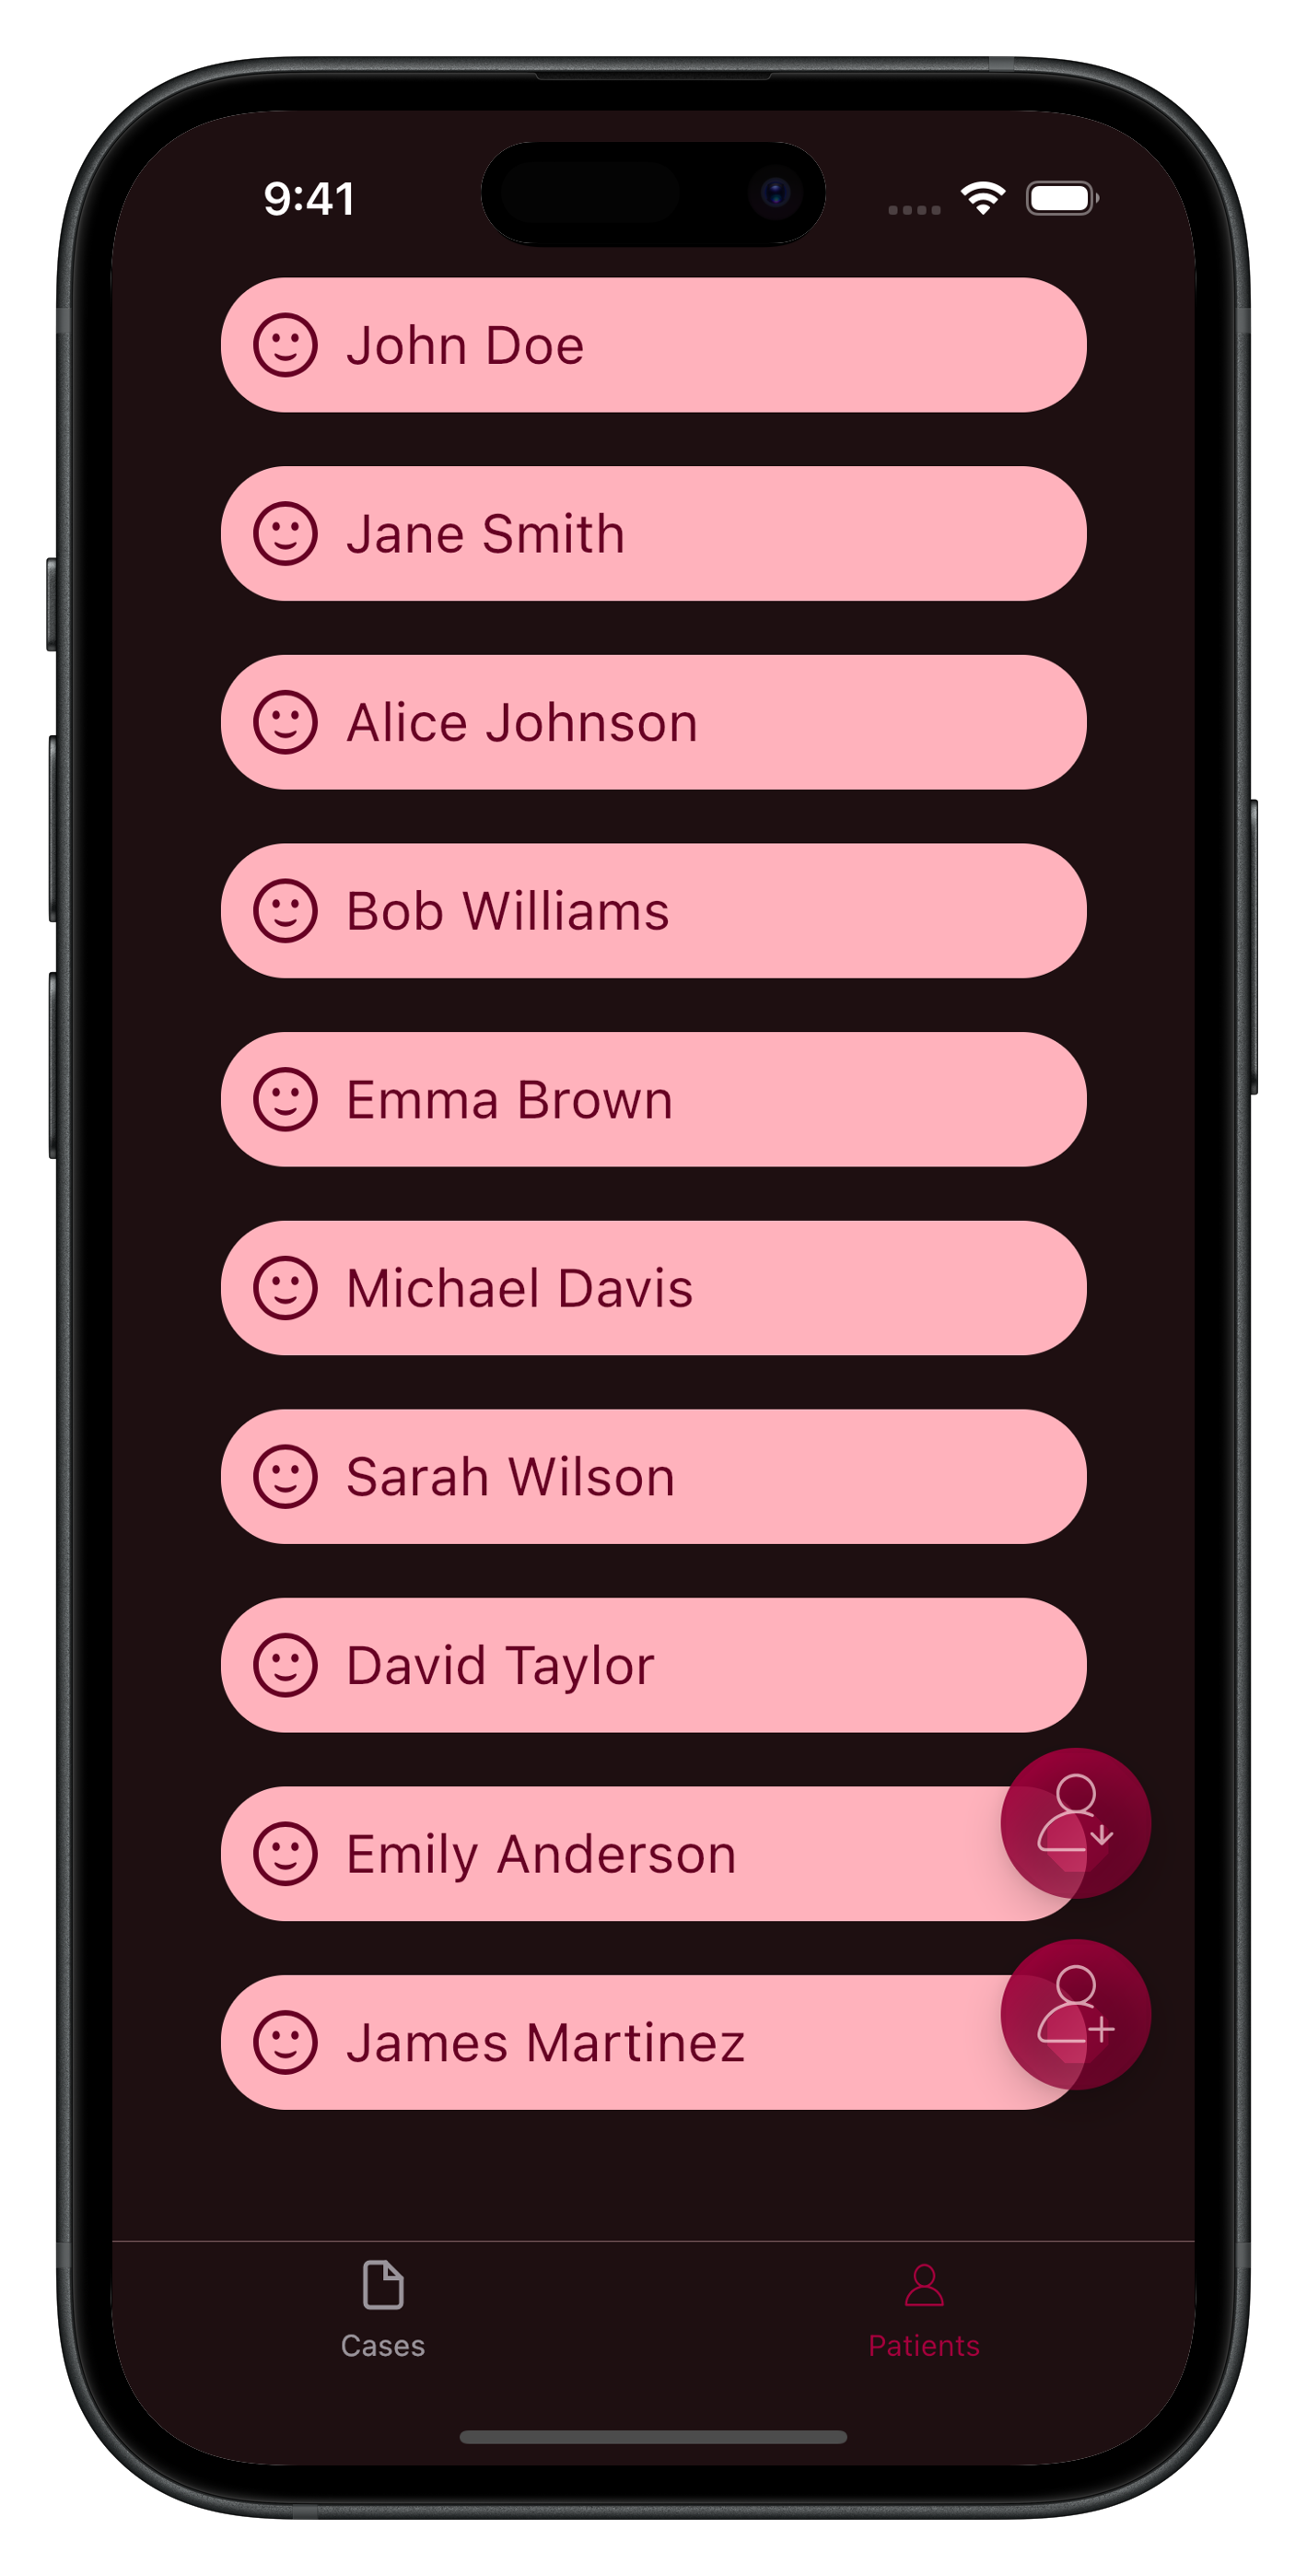 9:41
John Doe
Jane Smith
Alice Johnson
Bob Williams
Emma Brown
Michael Davis
Sarah Wilson
David Taylor
Emily Anderson
James Martinez
Cases
Patients